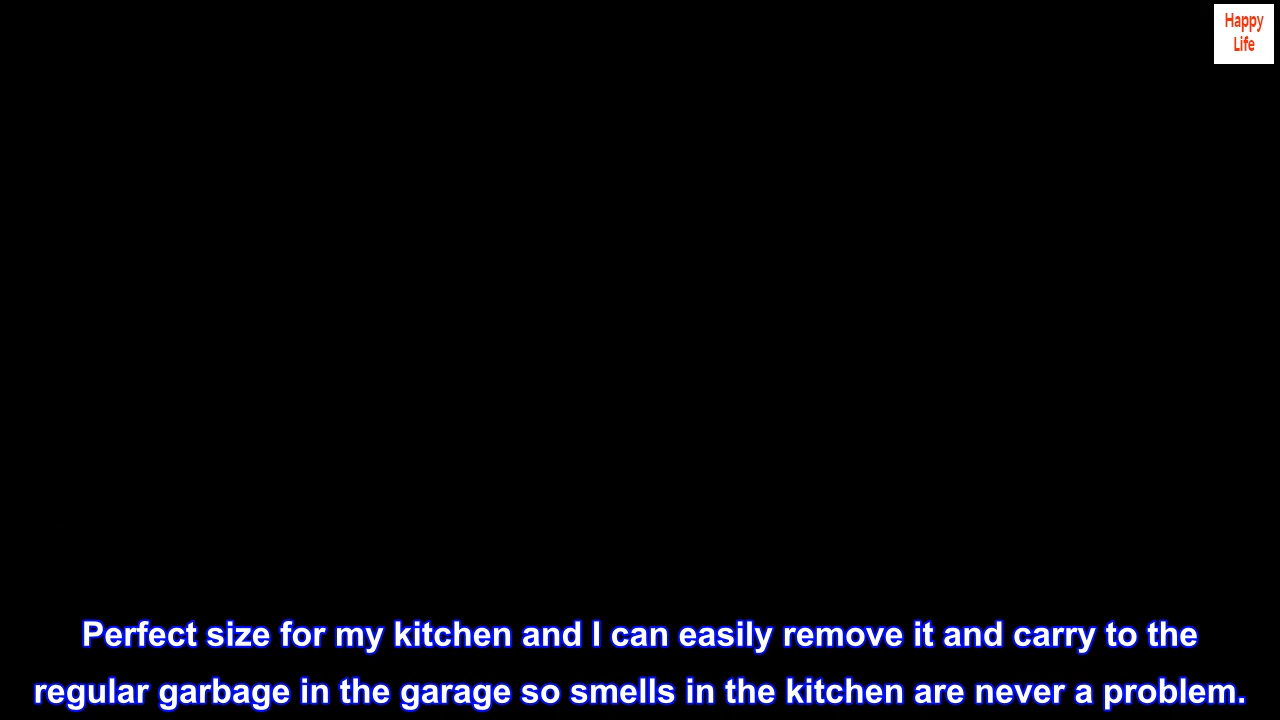 Happy
Life
Perfect size for my kitchen and I can easily remove it and carry to the
regular garbage in the garage so smells in the kitchen are never a problem.